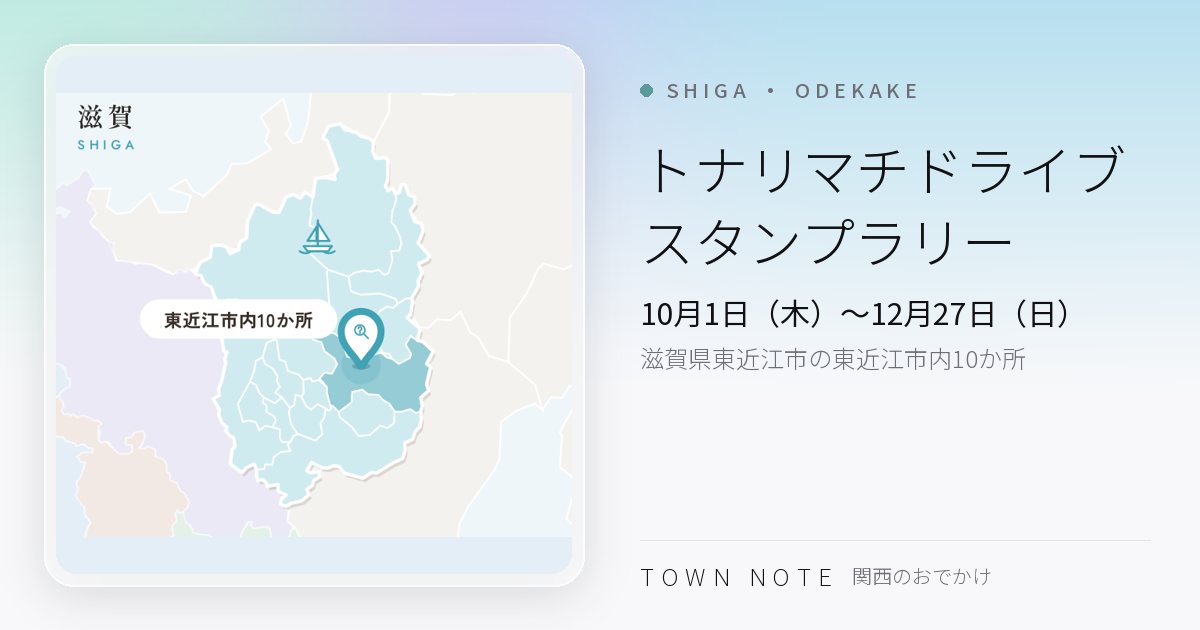 滋賀
SHIGA
東近江市内10か所
SHIGA • ODEKAKE
トナリマチドライブ
スタンプラリー
10月1日（木）〜12月27日（日）
滋賀県東近江市の東近江市内10か所
TOWN NOTE 関西のおでかけ